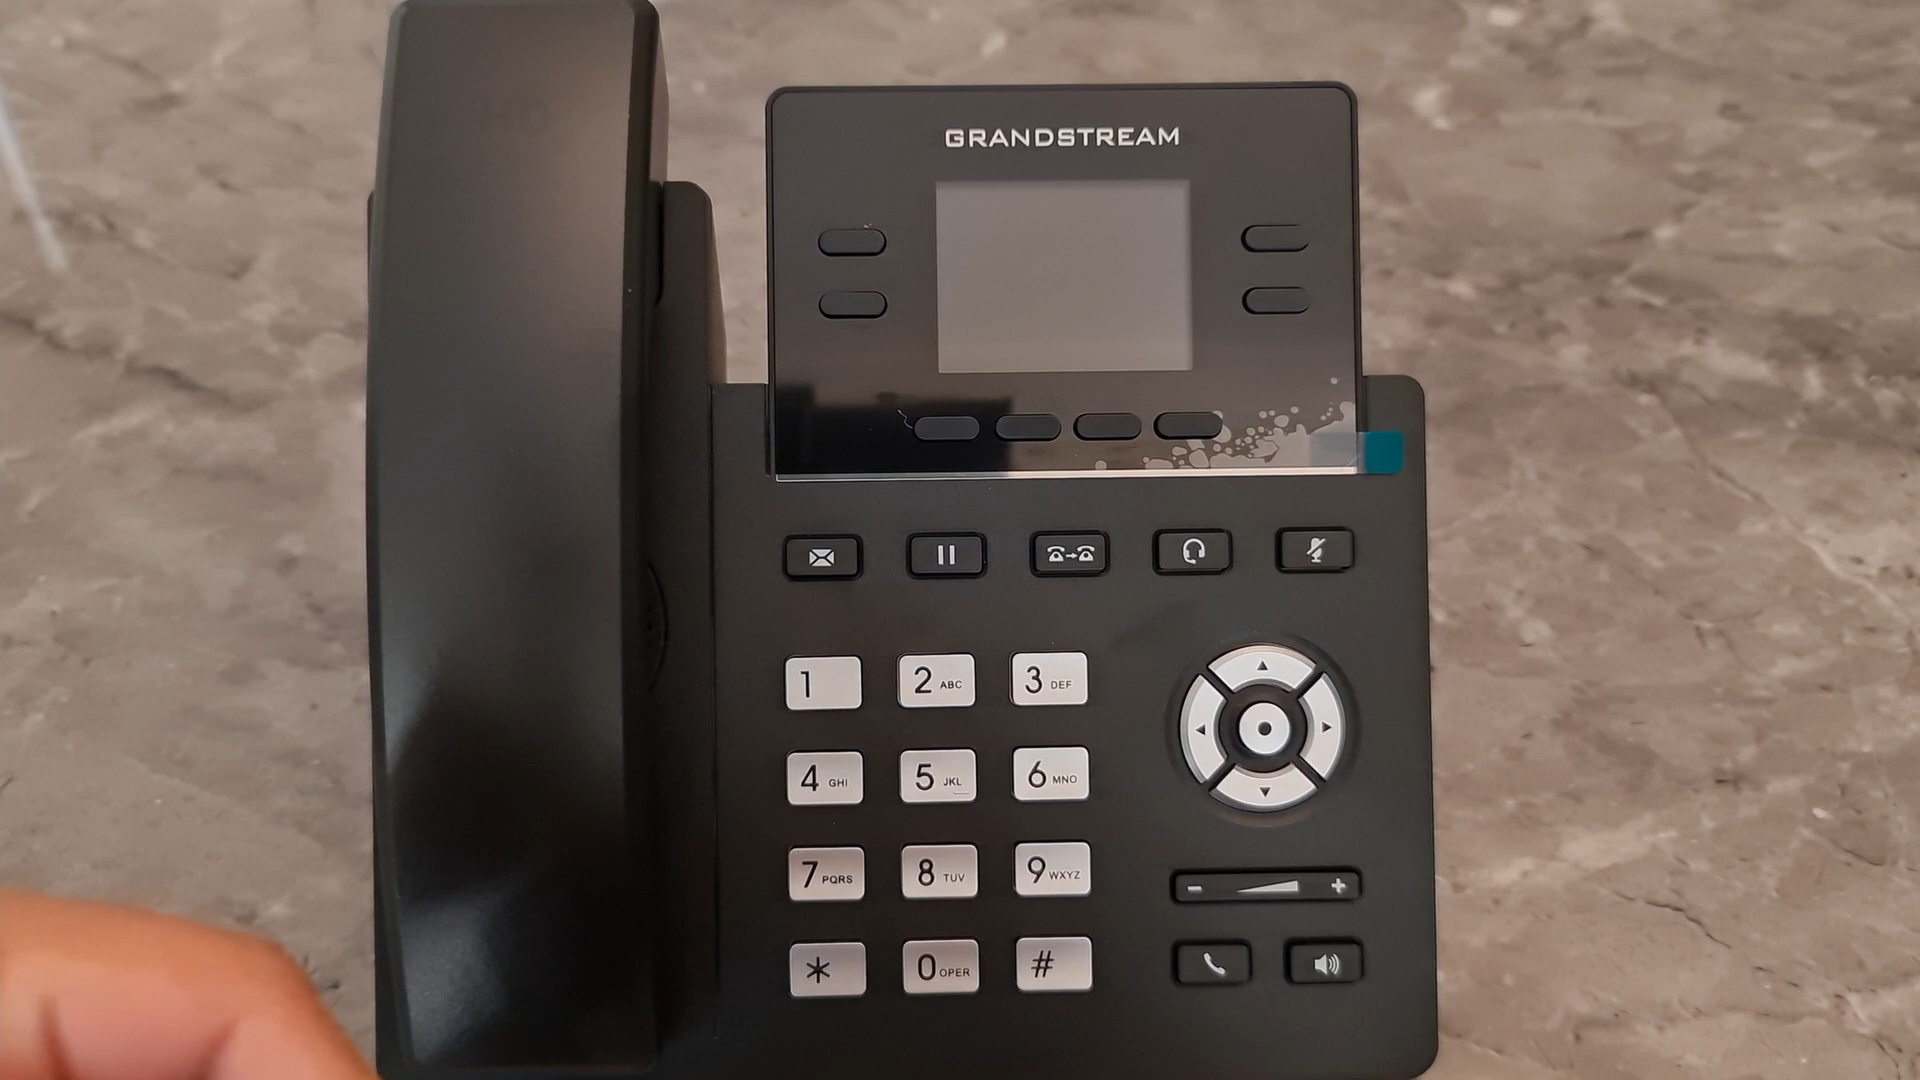 GRANDSTREAM
1 2 ABC 3 DEF
4 GHI 5 JKL 6 MNO
7 PQRS 8 TUV 9 WXYZ
* 0 OPER #
- +